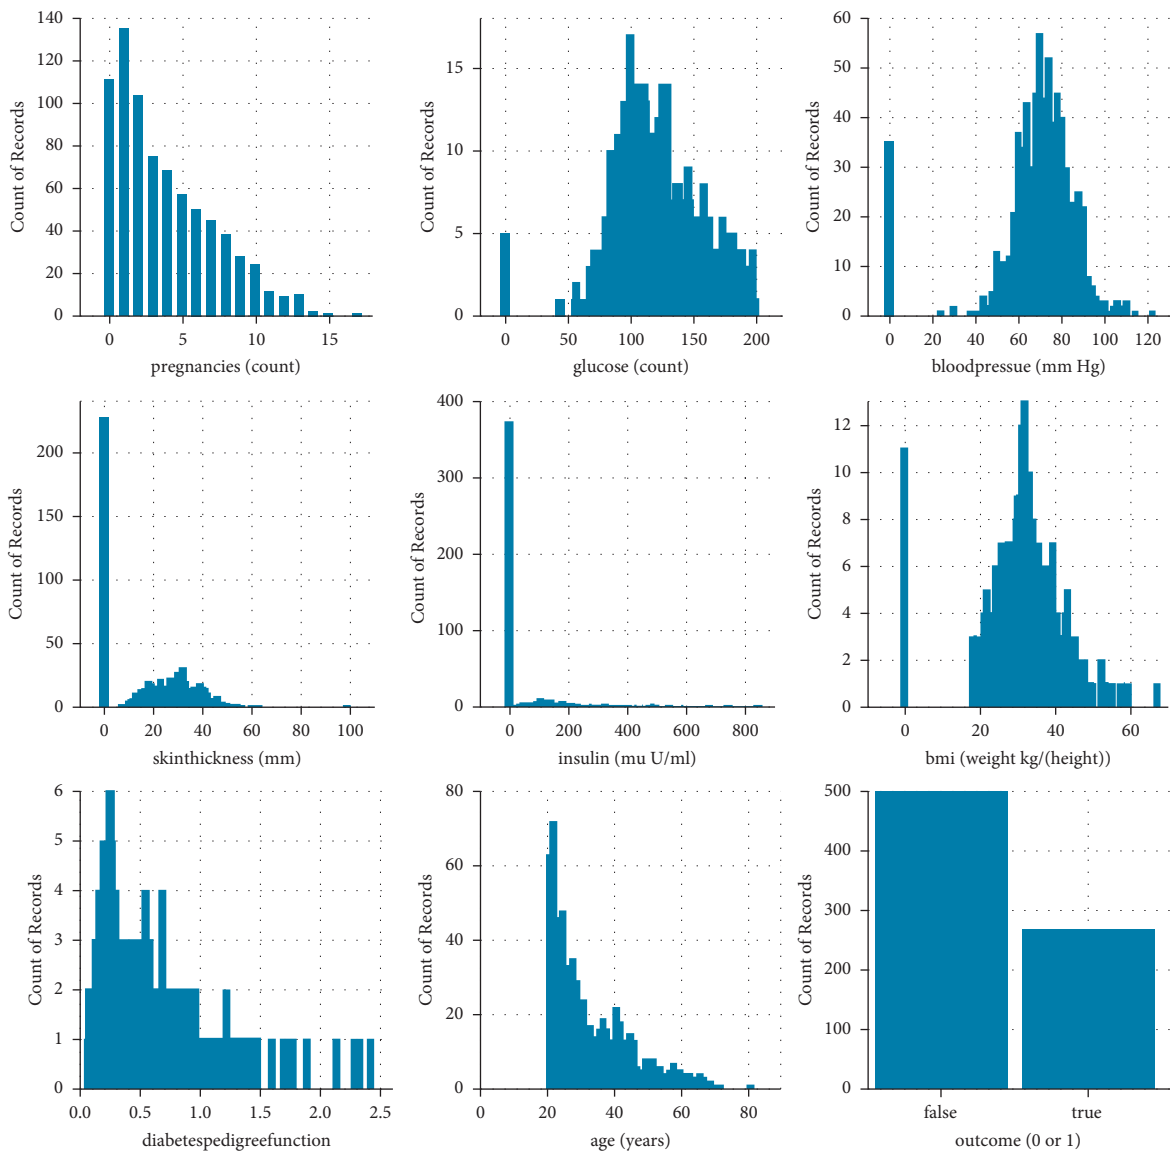 140
120
100
80
60
40
20
0
Count of Records
0 5 10 15
pregnancies (count)
15
10
5
0
Count of Records
0 50 100 150 200
glucose (count)
60
50
40
30
20
10
0
Count of Records
0 20 40 60 80 100 120
bloodpressue (mm Hg)
200
150
100
50
0
Count of Records
0 20 40 60 80 100
skinthickness (mm)
400
300
200
100
0
Count of Records
0 200 400 600 800
insulin (mu U/ml)
12
10
8
6
4
2
0
Count of Records
0 20 40 60
bmi (weight kg/(height))
6
5
4
3
2
1
0
Count of Records
0.0 0.5 1.0 1.5 2.0 2.5
diabetespedigreefunction
80
60
40
20
0
Count of Records
0 20 40 60 80
age (years)
500
400
300
200
100
0
Count of Records
false true
outcome (0 or 1)